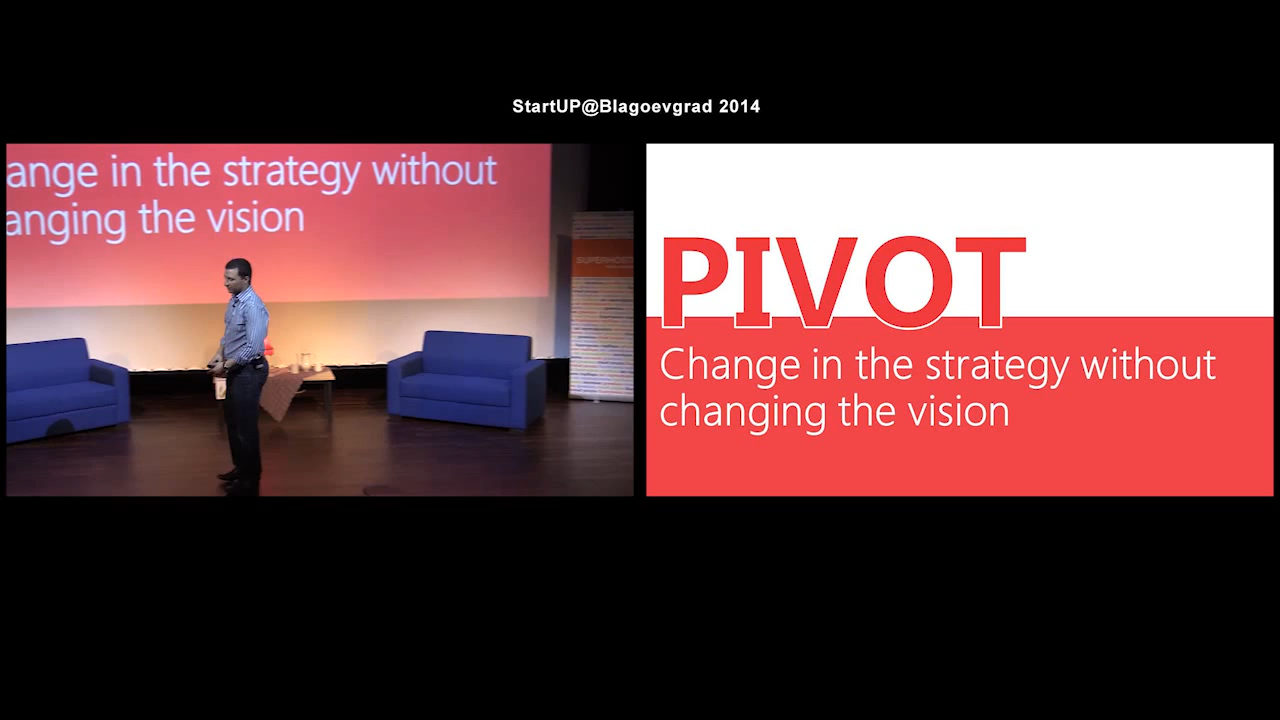 StartUP@Blagoevgrad 2014
ange in the strategy without
anging the vision
SUPERHOST
PIVOT
Change in the strategy without
changing the vision